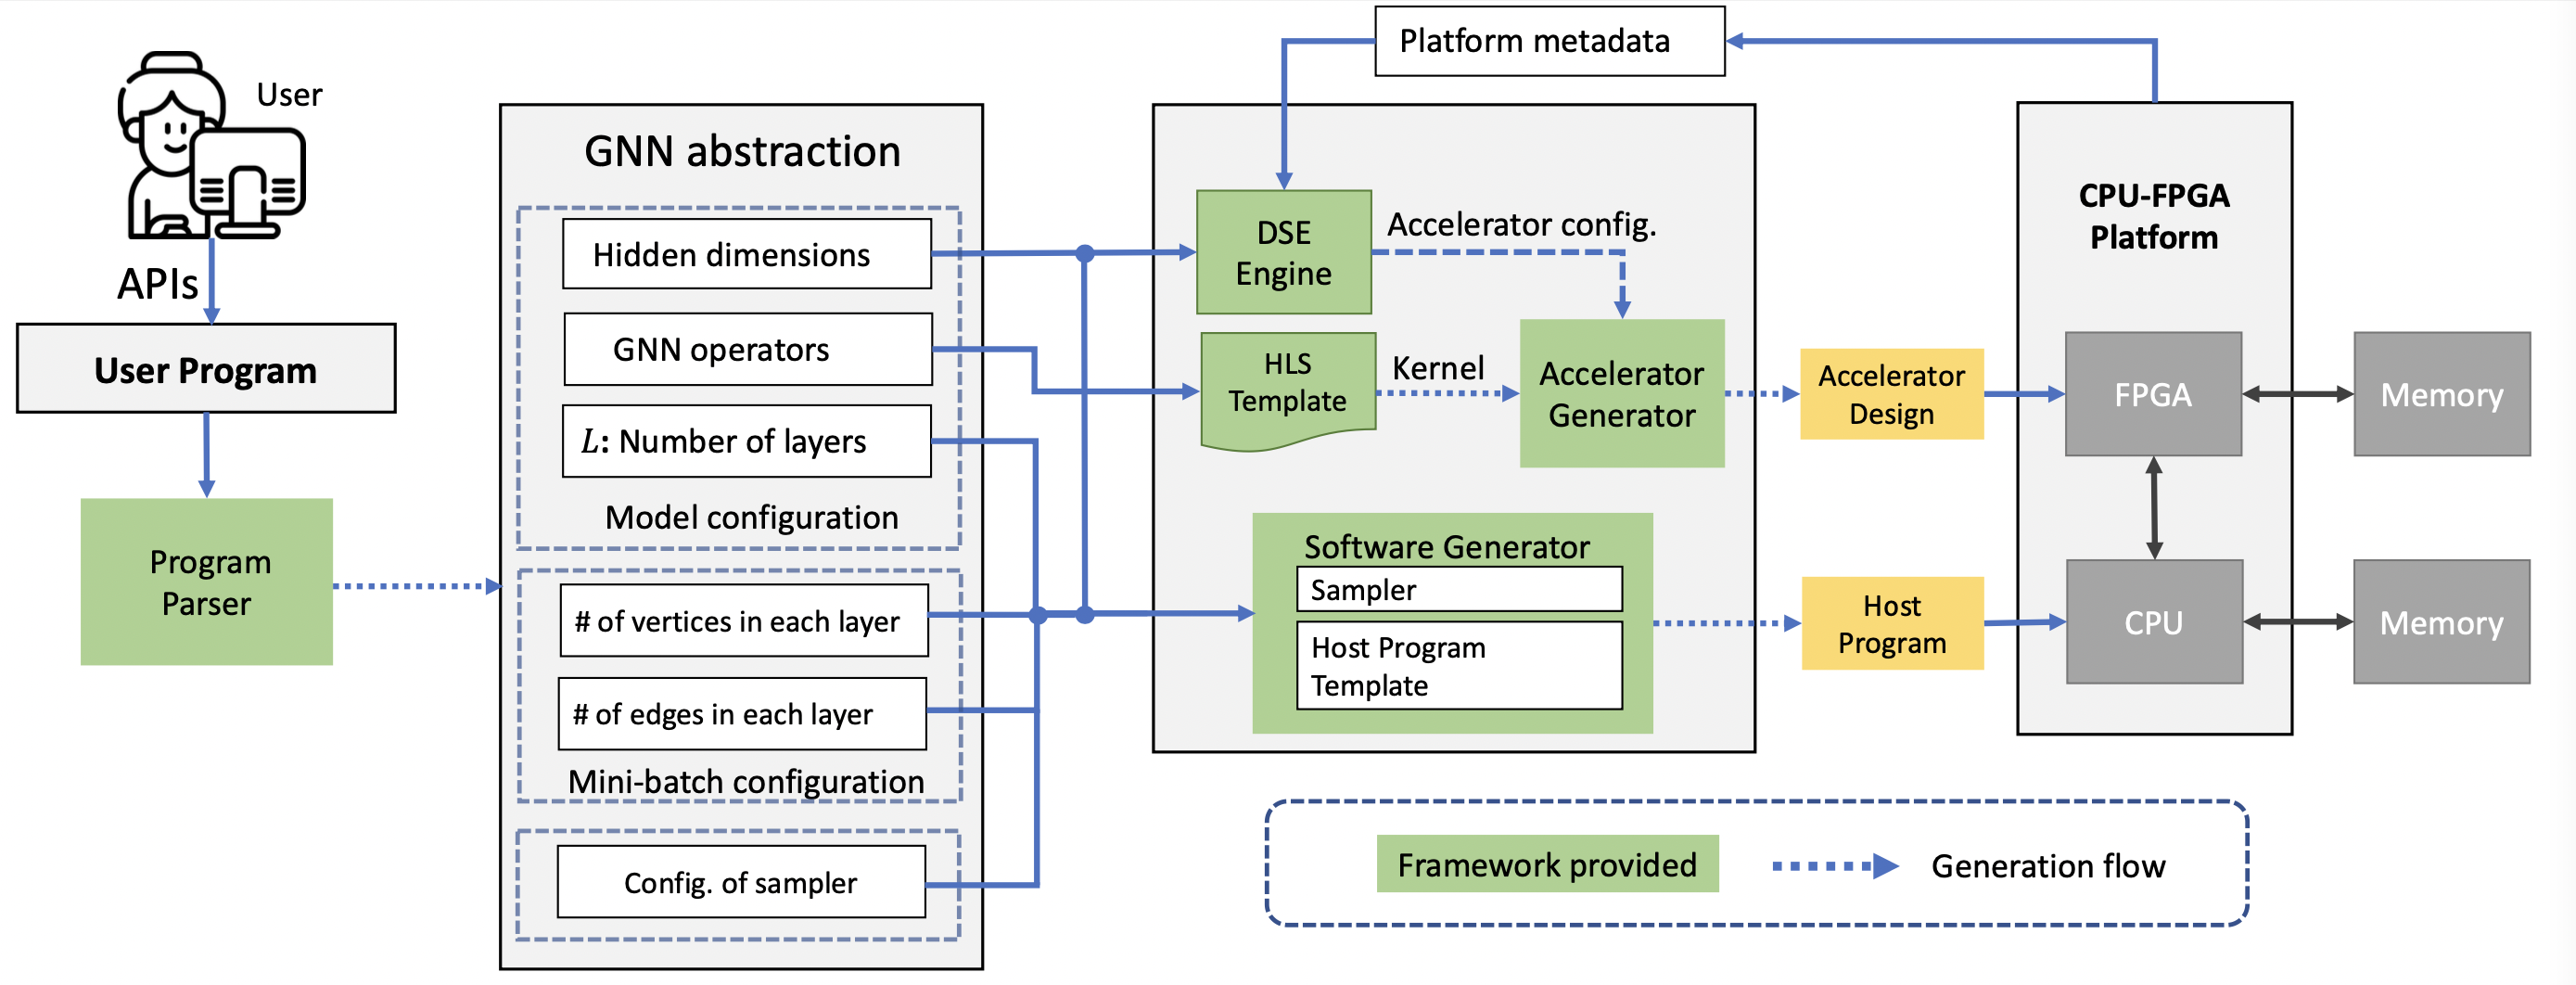 User
APIs
User Program
Program
Parser
GNN abstraction
Hidden dimensions
GNN operators
L: Number of layers
Model configuration
# of vertices in each layer
# of edges in each layer
Mini-batch configuration
Config. of sampler
Platform metadata
DSE
Engine
Accelerator config.
HLS
Template
Kernel
Accelerator
Generator
Software Generator
Sampler
Host Program
Template
Accelerator
Design
Host
Program
CPU-FPGA
Platform
FPGA
Memory
CPU
Memory
Framework provided
Generation flow